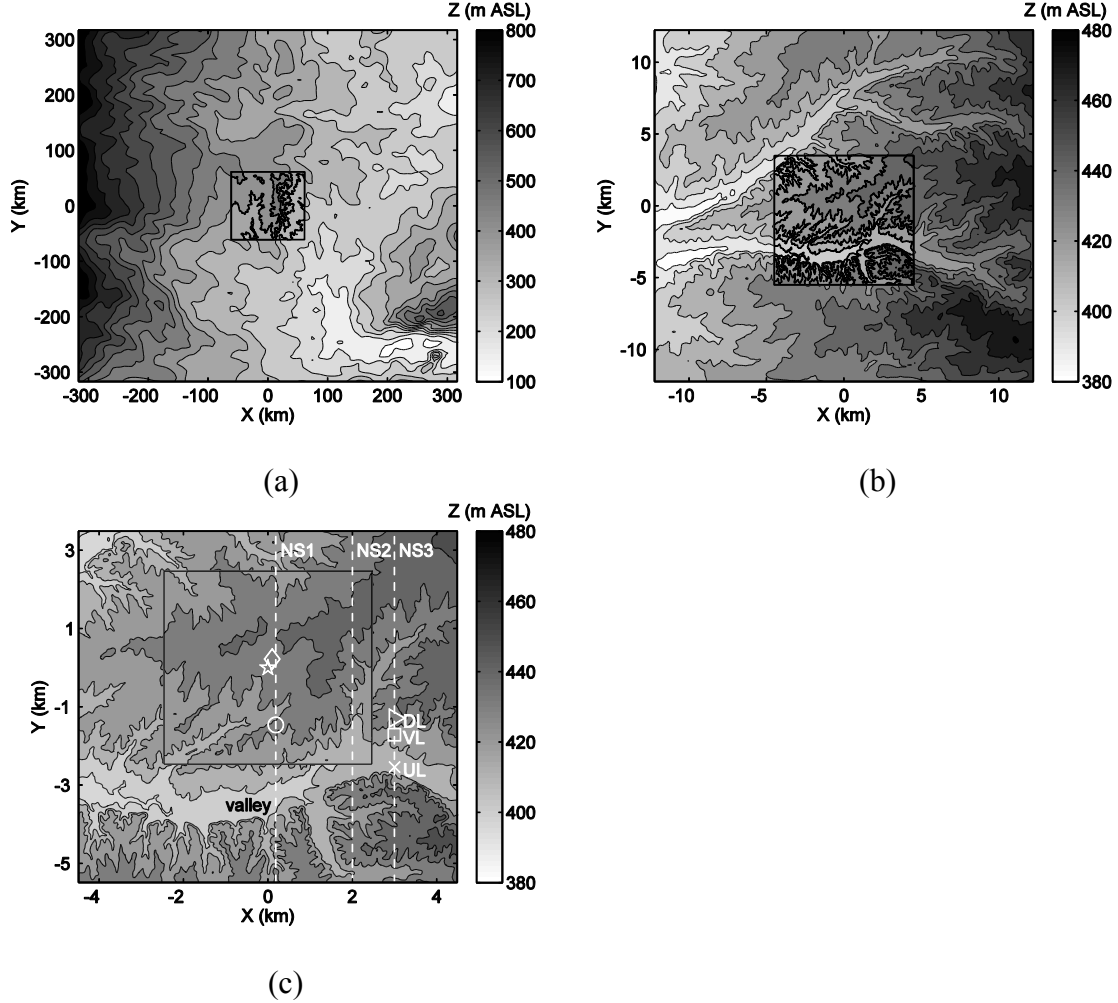 Z (m ASL)
300
200
100
0
-100
-200
-300
Y (km)
-300 -200 -100 0 100 200 300
X (km)
800
700
600
500
400
300
200
100
(a)
Z (m ASL)
10
5
0
-5
-10
Y (km)
-10 -5 0 5 10
X (km)
480
460
440
420
400
380
(b)
Z (m ASL)
3
1
-1
-3
-5
Y (km)
NS1 NS2 NS3
DL
VL
UL
valley
-4 -2 0 2 4
X (km)
480
460
440
420
400
380
(c)